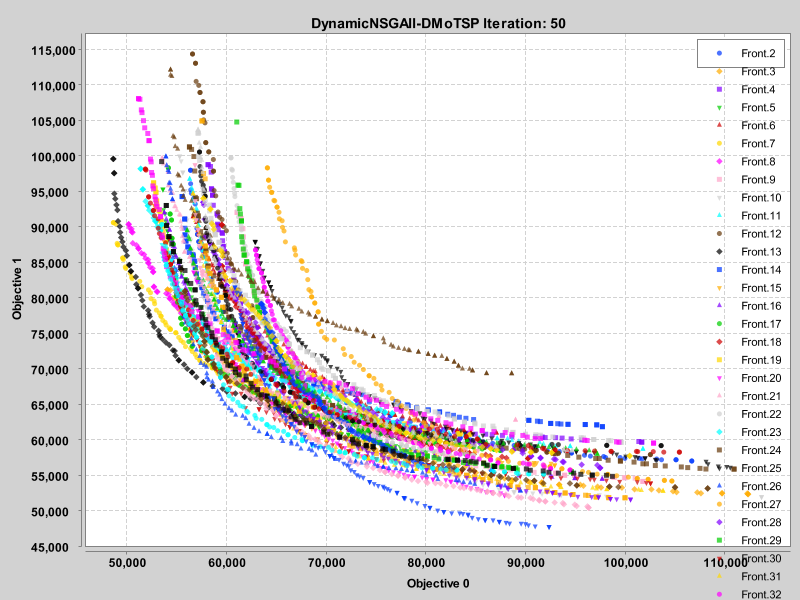 DynamicNSGAII-DMoTSP Iteration: 50
115,000
110,000
105,000
100,000
95,000
90,000
85,000
80,000
75,000
70,000
65,000
60,000
55,000
50,000
45,000
Objective 1
50,000
60,000
70,000
80,000
90,000
100,000
110,000
Objective 0
Front.2
Front.3
Front.4
Front.5
Front.6
Front.7
Front.8
Front.9
Front.10
Front.11
Front.12
Front.13
Front.14
Front.15
Front.16
Front.17
Front.18
Front.19
Front.20
Front.21
Front.22
Front.23
Front.24
Front.25
Front.26
Front.27
Front.28
Front.29
Front.30
Front.31
Front.32